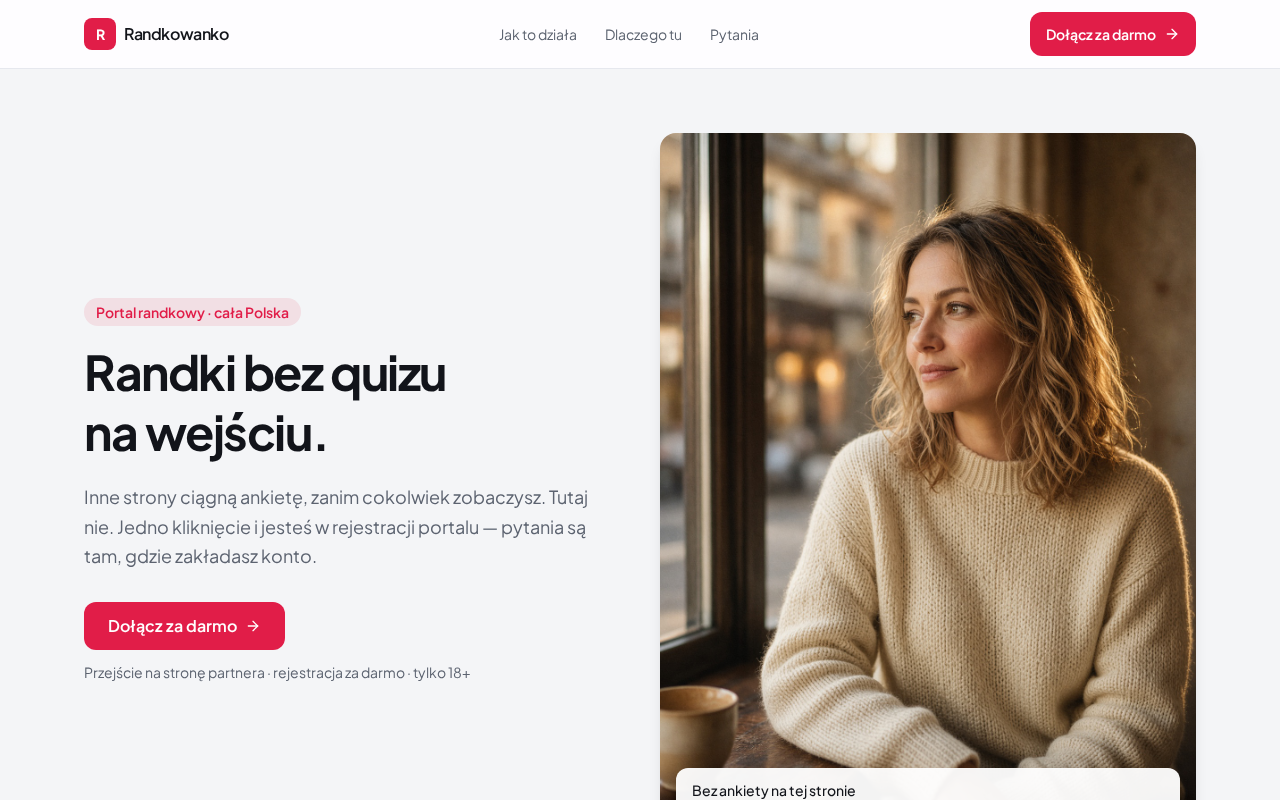 R Randkowanko
Jak to działa Dlaczego tu Pytania
Dołącz za darmo →
Portal randkowy · cała Polska
Randki bez quizu
na wejściu.
Inne strony ciągną ankietę, zanim cokolwiek zobaczysz. Tutaj
nie. Jedno kliknięcie i jesteś w rejestracji portalu — pytania są
tam, gdzie zakładasz konto.
Dołącz za darmo →
Przejście na stronę partnera · rejestracja za darmo · tylko 18+
Bez ankiety na tej stronie